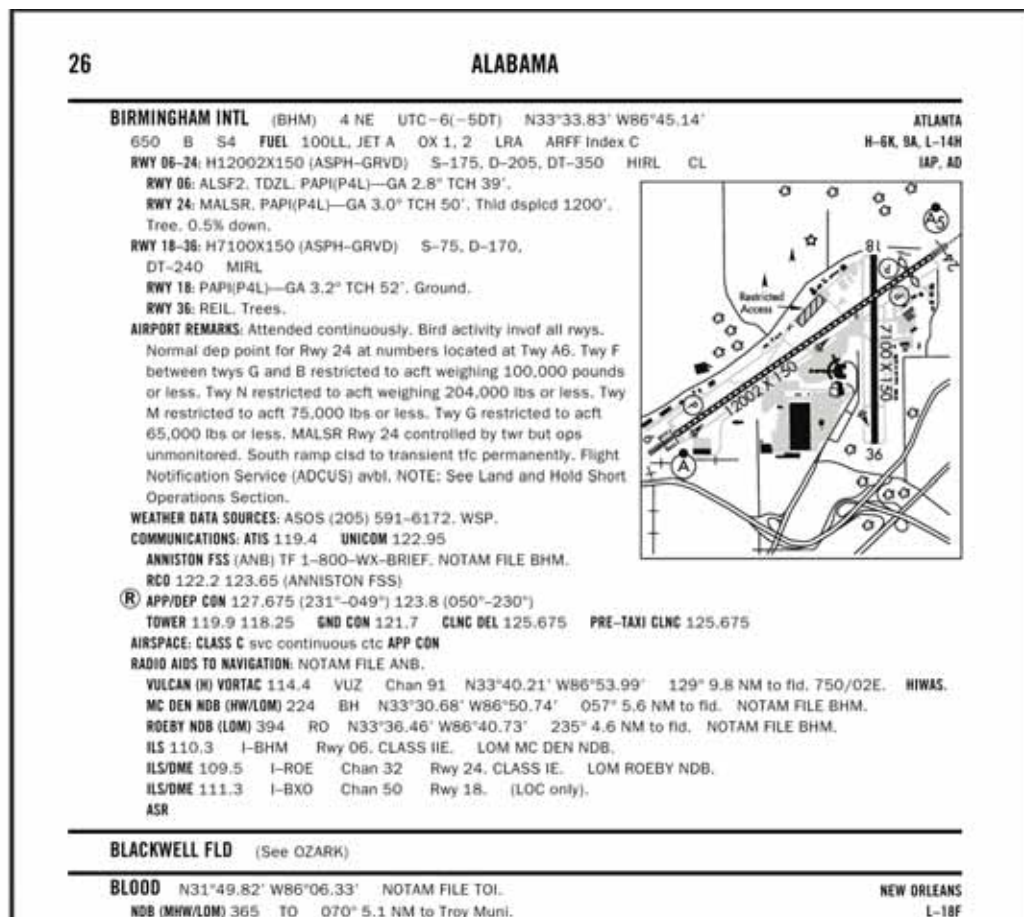 26
ALABAMA
BIRMINGHAM INTL (BHM) 4 NE UTC−6(−5DT) N33°33.83′ W86°45.14′ ATLANTA
650 B S4 FUEL 100LL, JET A OX 1, 2 LRA ARFF Index C H–6K, 9A, L–14H
RWY 06–24: H12002X150 (ASPH–GRVD) S–175, D–205, DT–350 HIRL CL IAP, AD
RWY 06: ALSF2. TDZL. PAPI(P4L)—GA 2.8° TCH 39′.
RWY 24: MALSR. PAPI(P4L)—GA 3.0° TCH 50′. Thld dsplcd 1200′.
Tree. 0.5% down.
RWY 18–36: H7100X150 (ASPH–GRVD) S–75, D–170,
DT–240 MIRL
RWY 18: PAPI(P4L)—GA 3.2° TCH 52′. Ground.
RWY 36: REIL. Trees.
AIRPORT REMARKS: Attended continuously. Bird activity invof all rwys.
Normal dep point for Rwy 24 at numbers located at Twy A6. Twy F
between twys G and B restricted to acft weighing 100,000 pounds
or less. Twy N restricted to acft weighing 204,000 lbs or less. Twy
M restricted to acft 75,000 lbs or less. Twy G restricted to acft
65,000 lbs or less. MALSR Rwy 24 controlled by twr but ops
unmonitored. South ramp clsd to transient tfc permanently. Flight
Notification Service (ADCUS) avbl. NOTE: See Land and Hold Short
Operations Section.
A5
18
24
P
P
Restricted
Access
7100 X 150
12002 X 150
P
36
A
WEATHER DATA SOURCES: ASOS (205) 591–6172. WSP.
COMMUNICATIONS: ATIS 119.4 UNICOM 122.95
ANNISTON FSS (ANB) TF 1–800–WX–BRIEF. NOTAM FILE BHM.
RCO 122.2 123.65 (ANNISTON FSS)
R APP/DEP CON 127.675 (231°–049°) 123.8 (050°–230°)
TOWER 119.9 118.25 GND CON 121.7 CLNC DEL 125.675 PRE–TAXI CLNC 125.675
AIRSPACE: CLASS C svc continuous ctc APP CON
RADIO AIDS TO NAVIGATION: NOTAM FILE ANB.
VULCAN (H) VORTAC 114.4 VUZ Chan 91 N33°40.21′ W86°53.99′ 129° 9.8 NM to fld. 750/02E. HIWAS.
MC DEN NDB (HW/LOM) 224 BH N33°30.68′ W86°50.74′ 057° 5.6 NM to fld. NOTAM FILE BHM.
ROEBY NDB (LOM) 394 RO N33°36.46′ W86°40.73′ 235° 4.6 NM to fld. NOTAM FILE BHM.
ILS 110.3 I–BHM Rwy 06. CLASS IIE. LOM MC DEN NDB.
ILS/DME 109.5 I–ROE Chan 32 Rwy 24. CLASS IE. LOM ROEBY NDB.
ILS/DME 111.3 I–BXO Chan 50 Rwy 18. (LOC only).
ASR
BLACKWELL FLD (See OZARK)
BLOOD N31°49.82′ W86°06.33′ NOTAM FILE TOI. NEW ORLEANS
NDB (MHW/LOM) 365 TO 070° 5.1 NM to Troy Muni. L–18F